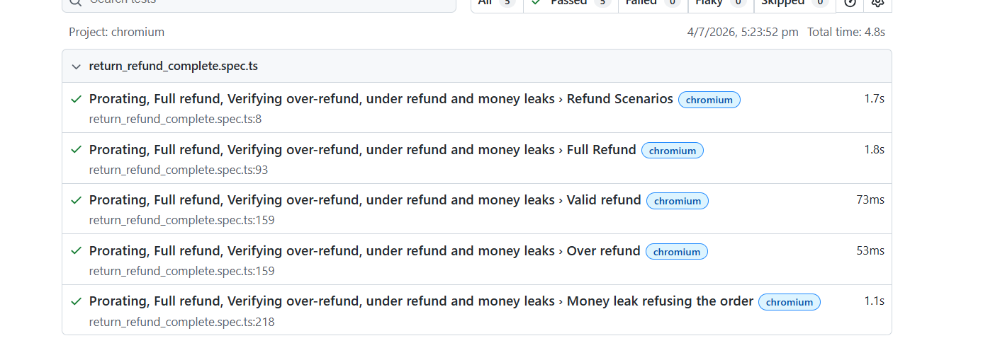 Search tests
All 5 Passed 5 Failed 0 Flaky 0 Skipped 0
Project: chromium 4/7/2026, 5:23:52 pm Total time: 4.8s
return_refund_complete.spec.ts
Prorating, Full refund, Verifying over-refund, under refund and money leaks › Refund Scenarios chromium 1.7s
return_refund_complete.spec.ts:8
Prorating, Full refund, Verifying over-refund, under refund and money leaks › Full Refund chromium 1.8s
return_refund_complete.spec.ts:93
Prorating, Full refund, Verifying over-refund, under refund and money leaks › Valid refund chromium 73ms
return_refund_complete.spec.ts:159
Prorating, Full refund, Verifying over-refund, under refund and money leaks › Over refund chromium 53ms
return_refund_complete.spec.ts:159
Prorating, Full refund, Verifying over-refund, under refund and money leaks › Money leak refusing the order chromium 1.1s
return_refund_complete.spec.ts:218